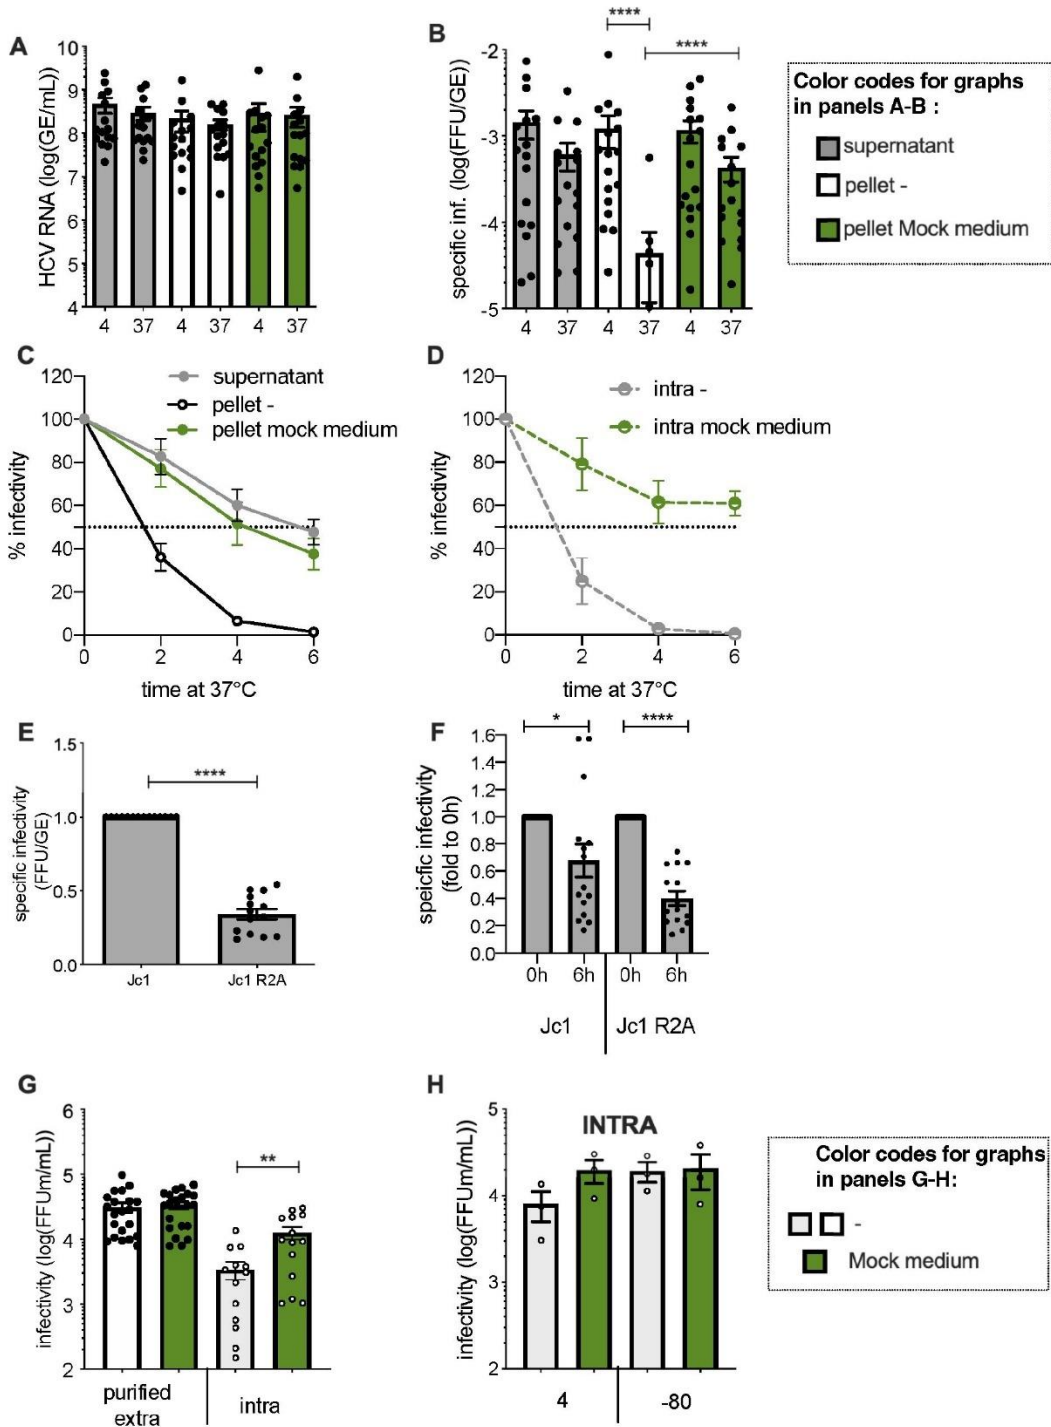 A
HCV RNA (log(GE/mL))
10
9
8
7
6
5
4
4 37 4 37 4 37
B
****
****
specific inf. (log(FFU/GE))
-2
-3
-4
-5
4 37 4 37 4 37
Color codes for graphs
in panels A-B :
supernatant
pellet -
pellet Mock medium
C
supernatant
pellet -
pellet mock medium
% infectivity
120
100
80
60
40
20
0
0 2 4 6
time at 37°C
D
intra -
intra mock medium
% infectivity
120
100
80
60
40
20
0
0 2 4 6
time at 37°C
E
****
specific infectivity
(FFU/GE)
1.5
1.0
0.5
0.0
Jc1 Jc1 R2A
F
* ****
speicfic infectivity
(fold to 0h)
1.6
1.4
1.2
1.0
0.8
0.6
0.4
0.2
0.0
0h 6h 0h 6h
Jc1 Jc1 R2A
G
**
infectivity (log(FFUm/mL))
6
5
4
3
2
purified
extra
intra
H
INTRA
infectivity (log(FFUm/mL))
5
4
3
2
4 -80
Color codes for graphs
in panels G-H:
-
Mock medium